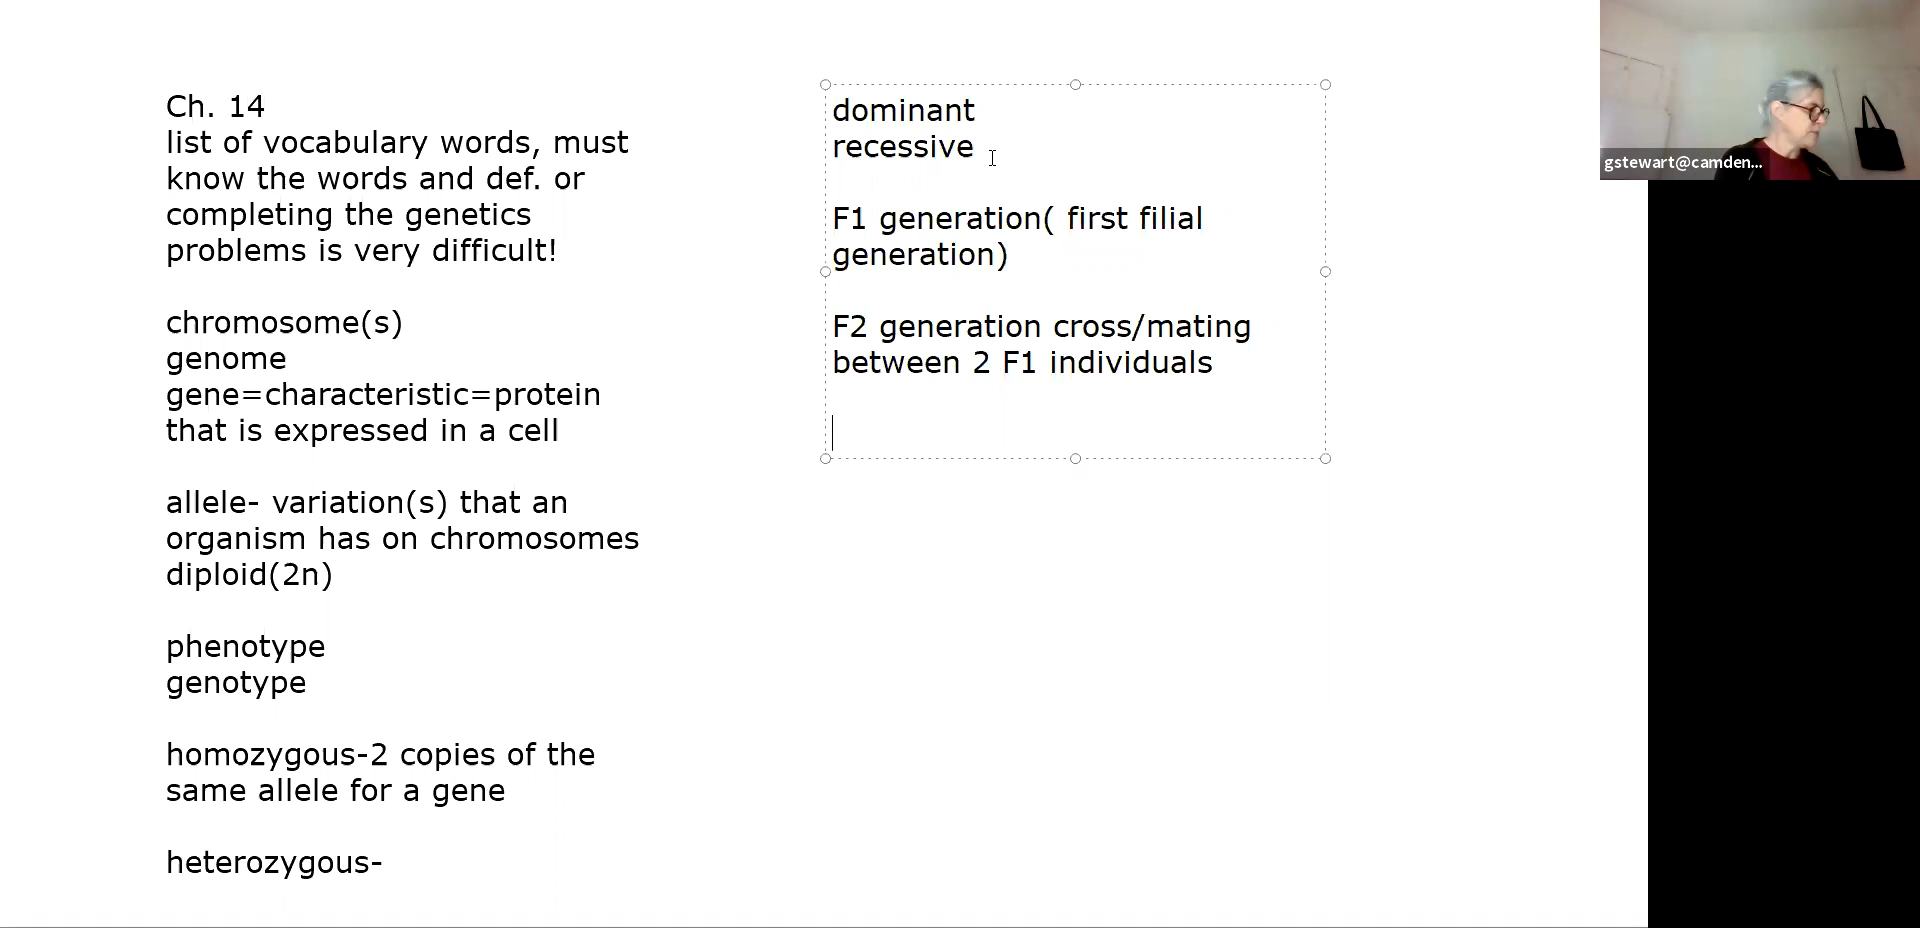 Ch. 14
list of vocabulary words, must
know the words and def. or
completing the genetics
problems is very difficult!
chromosome(s)
genome
gene=characteristic=protein
that is expressed in a cell
allele- variation(s) that an
organism has on chromosomes
diploid(2n)
phenotype
genotype
homozygous-2 copies of the
same allele for a gene
heterozygous-
dominant
recessive
F1 generation( first filial
generation)
F2 generation cross/mating
between 2 F1 individuals
gstewart@camden...